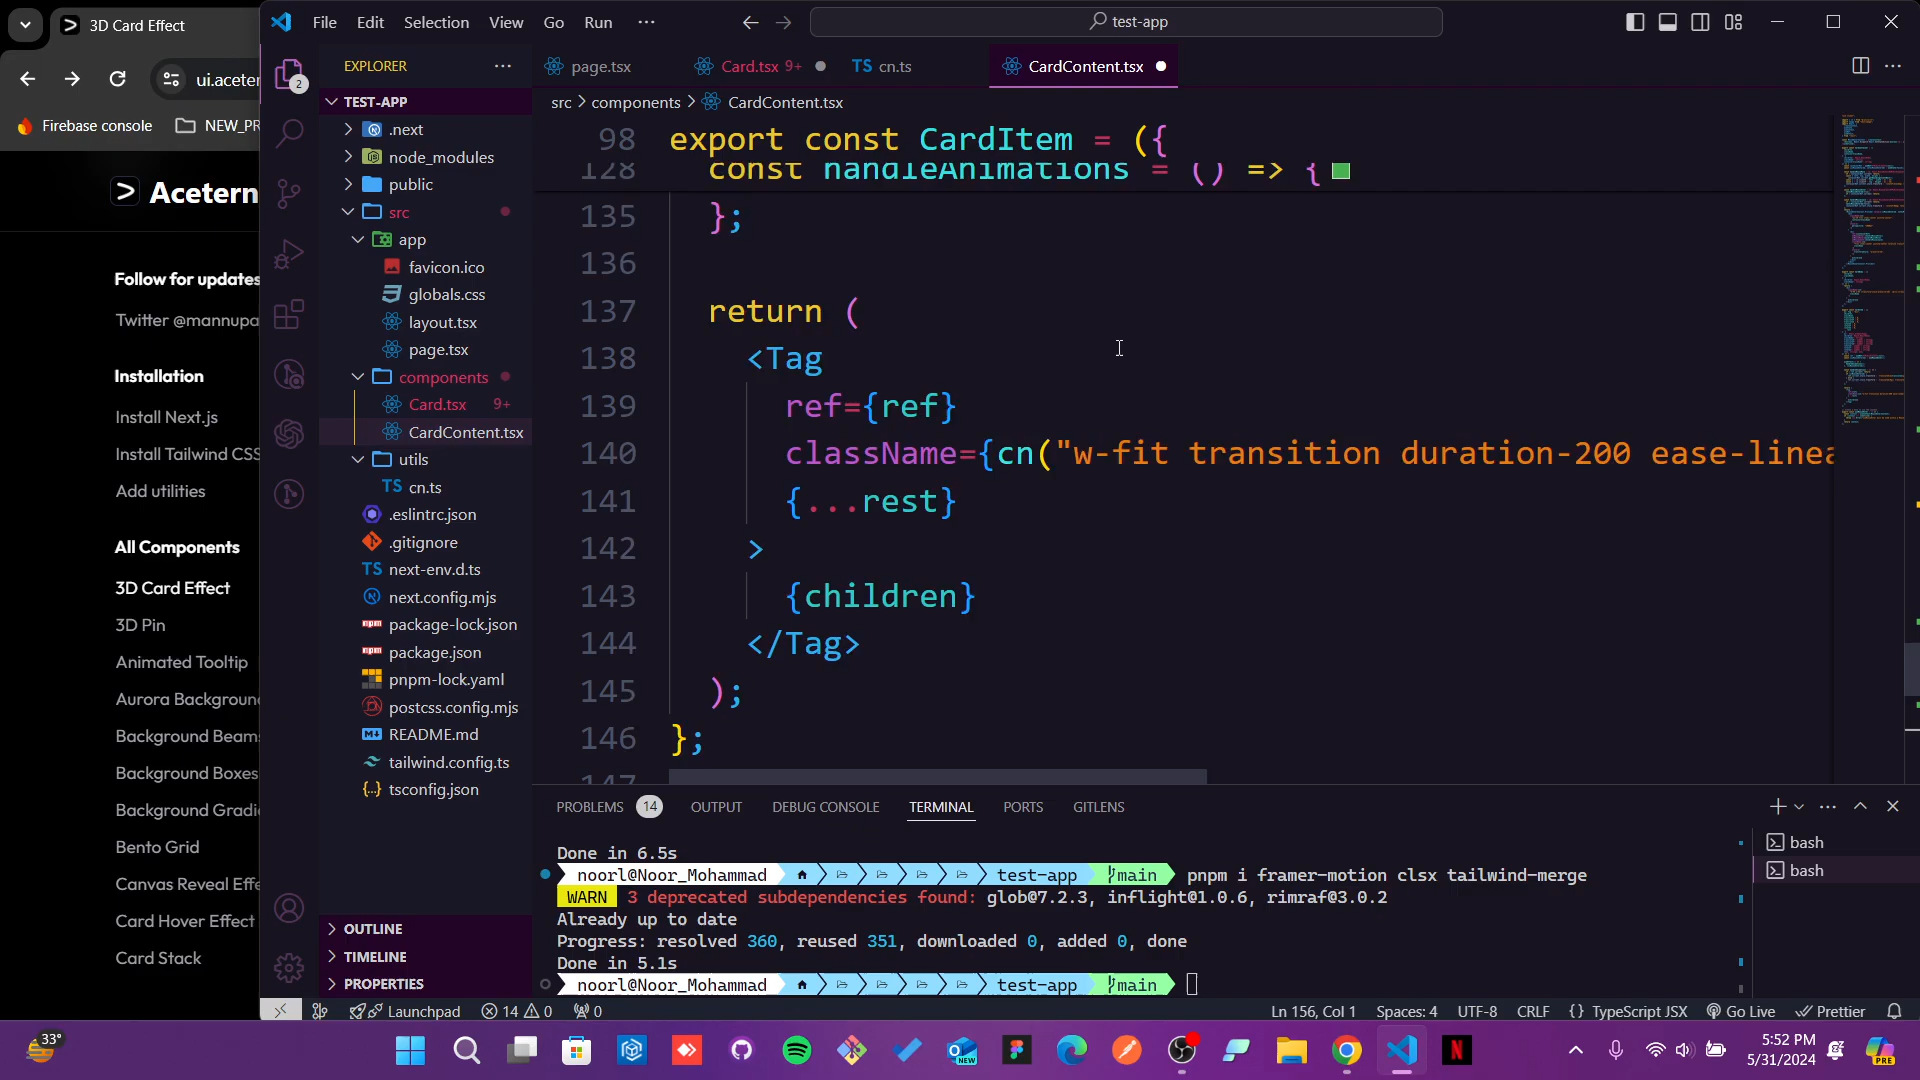 3D Card Effect
ui.aceter
Firebase console
NEW_PR
Acetern
Follow for updates
Twitter @mannupa
Installation
Install Next.js
Install Tailwind CSS
Add utilities
All Components
3D Card Effect
3D Pin
Animated Tooltip
Aurora Background
Background Beams
Background Boxes
Background Gradi
Bento Grid
Canvas Reveal Effe
Card Hover Effect
Card Stack
File Edit Selection View Go Run ···
test-app
EXPLORER ···
TEST-APP
.next
node_modules
public
src
app
favicon.ico
globals.css
layout.tsx
page.tsx
components
Card.tsx 9+
CardContent.tsx
utils
TS cn.ts
.eslintrc.json
.gitignore
TS next-env.d.ts
next.config.mjs
package-lock.json
package.json
pnpm-lock.yaml
postcss.config.mjs
README.md
tailwind.config.ts
tsconfig.json
OUTLINE
TIMELINE
PROPERTIES
2
page.tsx Card.tsx 9+ TS cn.ts CardContent.tsx
src > components > CardContent.tsx
98 export const CardItem = ({
128 const handleAnimations = () => {
135 };
136
137 return (
138 <Tag
139 ref={ref}
140 className={cn("w-fit transition duration-200 ease-linea
141 {...rest}
142 >
143 {children}
144 </Tag>
145 );
146 };
147
PROBLEMS 14 OUTPUT DEBUG CONSOLE TERMINAL PORTS GITLENS
Done in 6.5s
noorl@Noor_Mohammad test-app main pnpm i framer-motion clsx tailwind-merge
WARN 3 deprecated subdependencies found: glob@7.2.3, inflight@1.0.6, rimraf@3.0.2
Already up to date
Progress: resolved 360, reused 351, downloaded 0, added 0, done
Done in 5.1s
noorl@Noor_Mohammad test-app main
bash
bash
Launchpad 14 0 0 Ln 156, Col 1 Spaces: 4 UTF-8 CRLF {} TypeScript JSX Go Live Prettier
33°
NEW
N
5:52 PM
5/31/2024
PRE